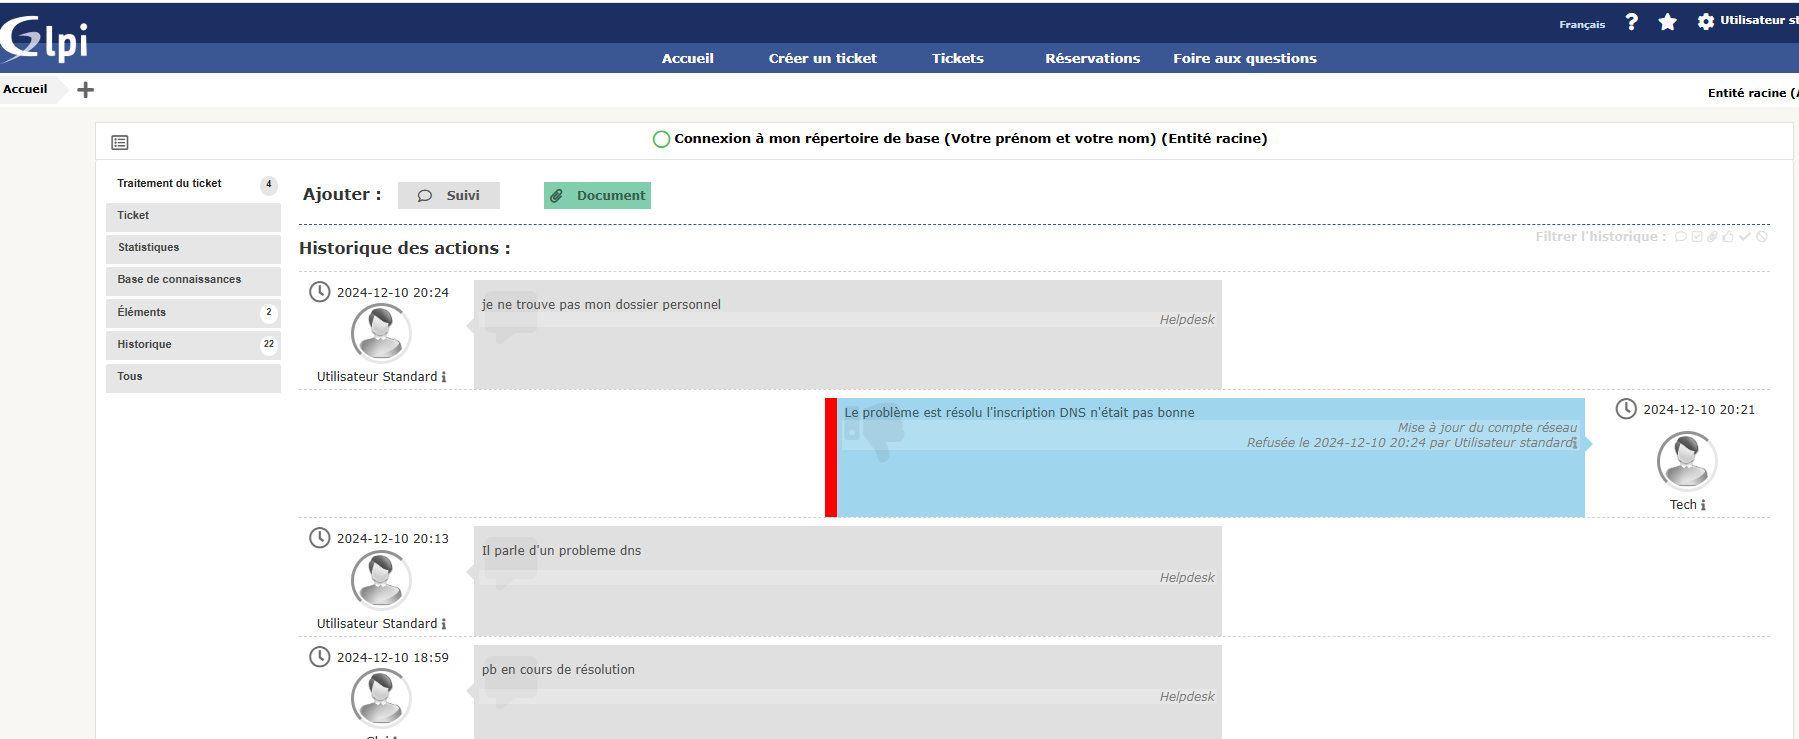 Glpi
Français ? Utilisateur
Accueil Créer un ticket Tickets Réservations Foire aux questions
Accueil
Entité racine (
Connexion à mon répertoire de base (Votre prénom et votre nom) (Entité racine)
Traitement du ticket 4
Ticket
Statistiques
Base de connaissances
Éléments 2
Historique 22
Tous
Ajouter : Suivi Document
Historique des actions :
Filtrer l'historique :
2024-12-10 20:24
Utilisateur Standard
je ne trouve pas mon dossier personnel
Helpdesk
Le problème est résolu l'inscription DNS n'était pas bonne
Mise à jour du compte réseau
Refusée le 2024-12-10 20:24 par Utilisateur standard
2024-12-10 20:21
Tech
2024-12-10 20:13
Utilisateur Standard
Il parle d'un probleme dns
Helpdesk
2024-12-10 18:59
pb en cours de résolution
Helpdesk